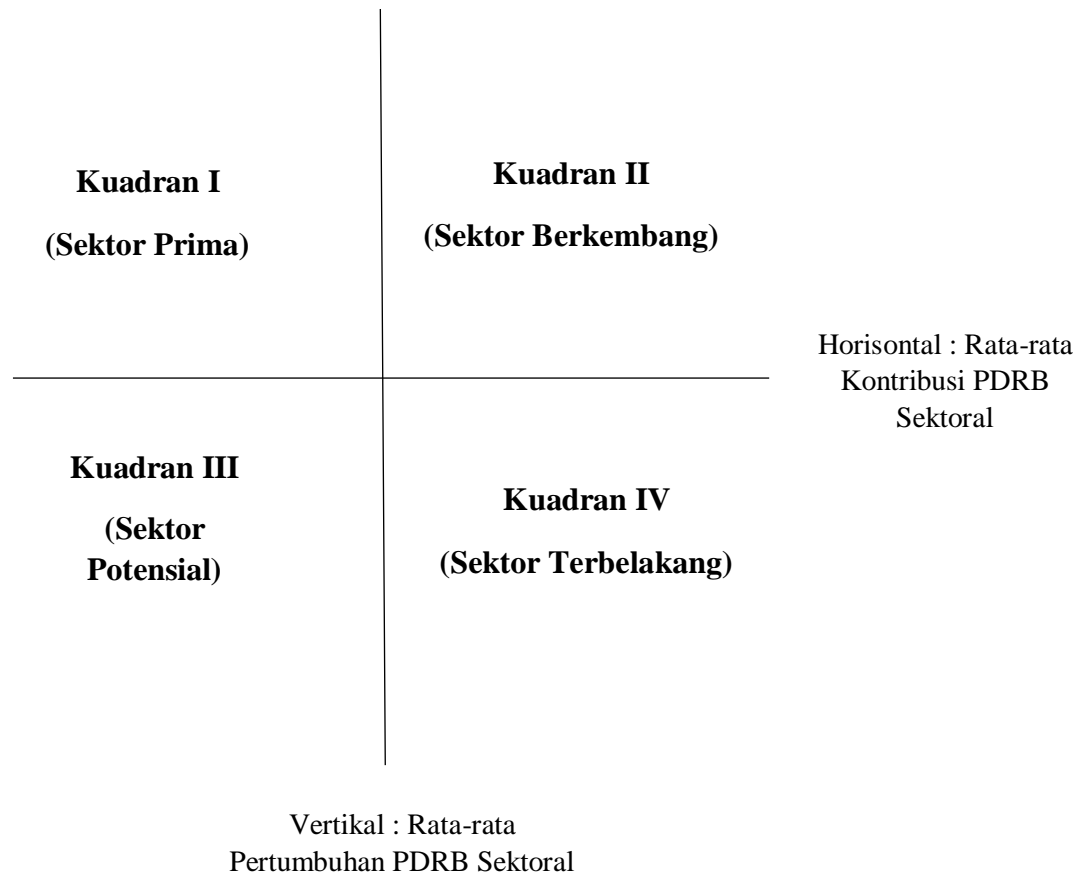 Kuadran I
(Sektor Prima)
Kuadran II
(Sektor Berkembang)
Horisontal : Rata-rata
Kontribusi PDRB
Sektoral
Kuadran III
(Sektor
Potensial)
Kuadran IV
(Sektor Terbelakang)
Vertikal : Rata-rata
Pertumbuhan PDRB Sektoral